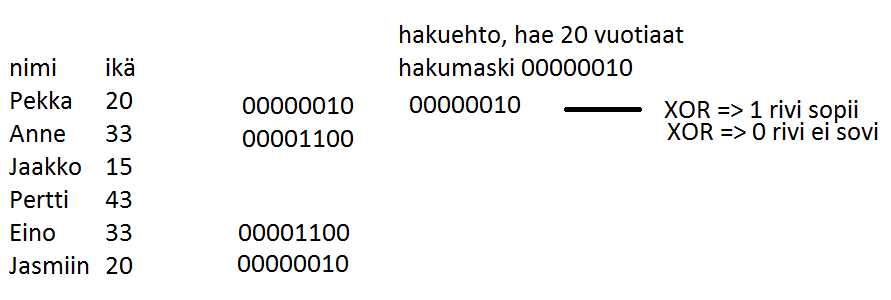 hakuehto, hae 20 vuotiaat
nimi ikä hakumaski 00000010
Pekka 20 00000010 00000010 XOR => 1 rivi sopii
Anne 33 00001100 XOR => 0 rivi ei sovi
Jaakko 15
Pertti 43
Eino 33 00001100
Jasmiin 20 00000010